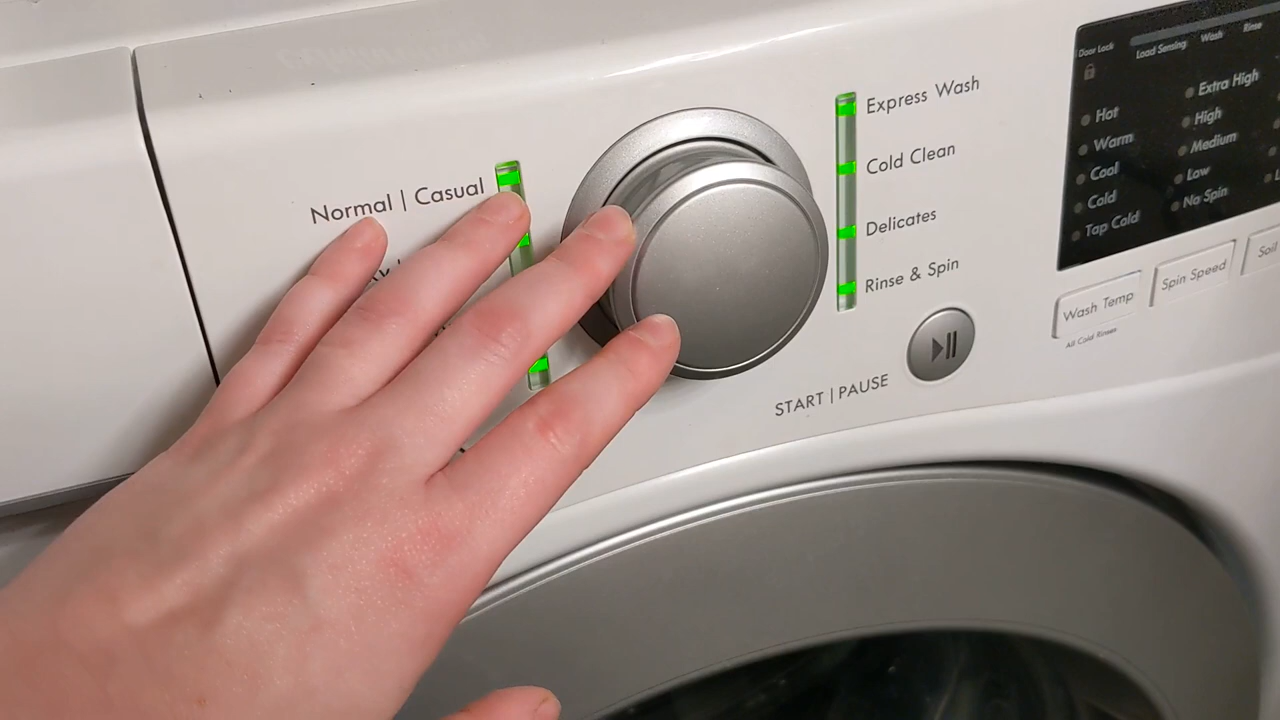 Normal | Casual
Express Wash
Cold Clean
Delicates
Rinse & Spin
START | PAUSE
Door Lock
Load Sensing
Wash
Rinse
Hot
Warm
Cool
Cold
Tap Cold
Extra High
High
Medium
Low
No Spin
Wash Temp
All Cold Rinses
Spin Speed
Soil